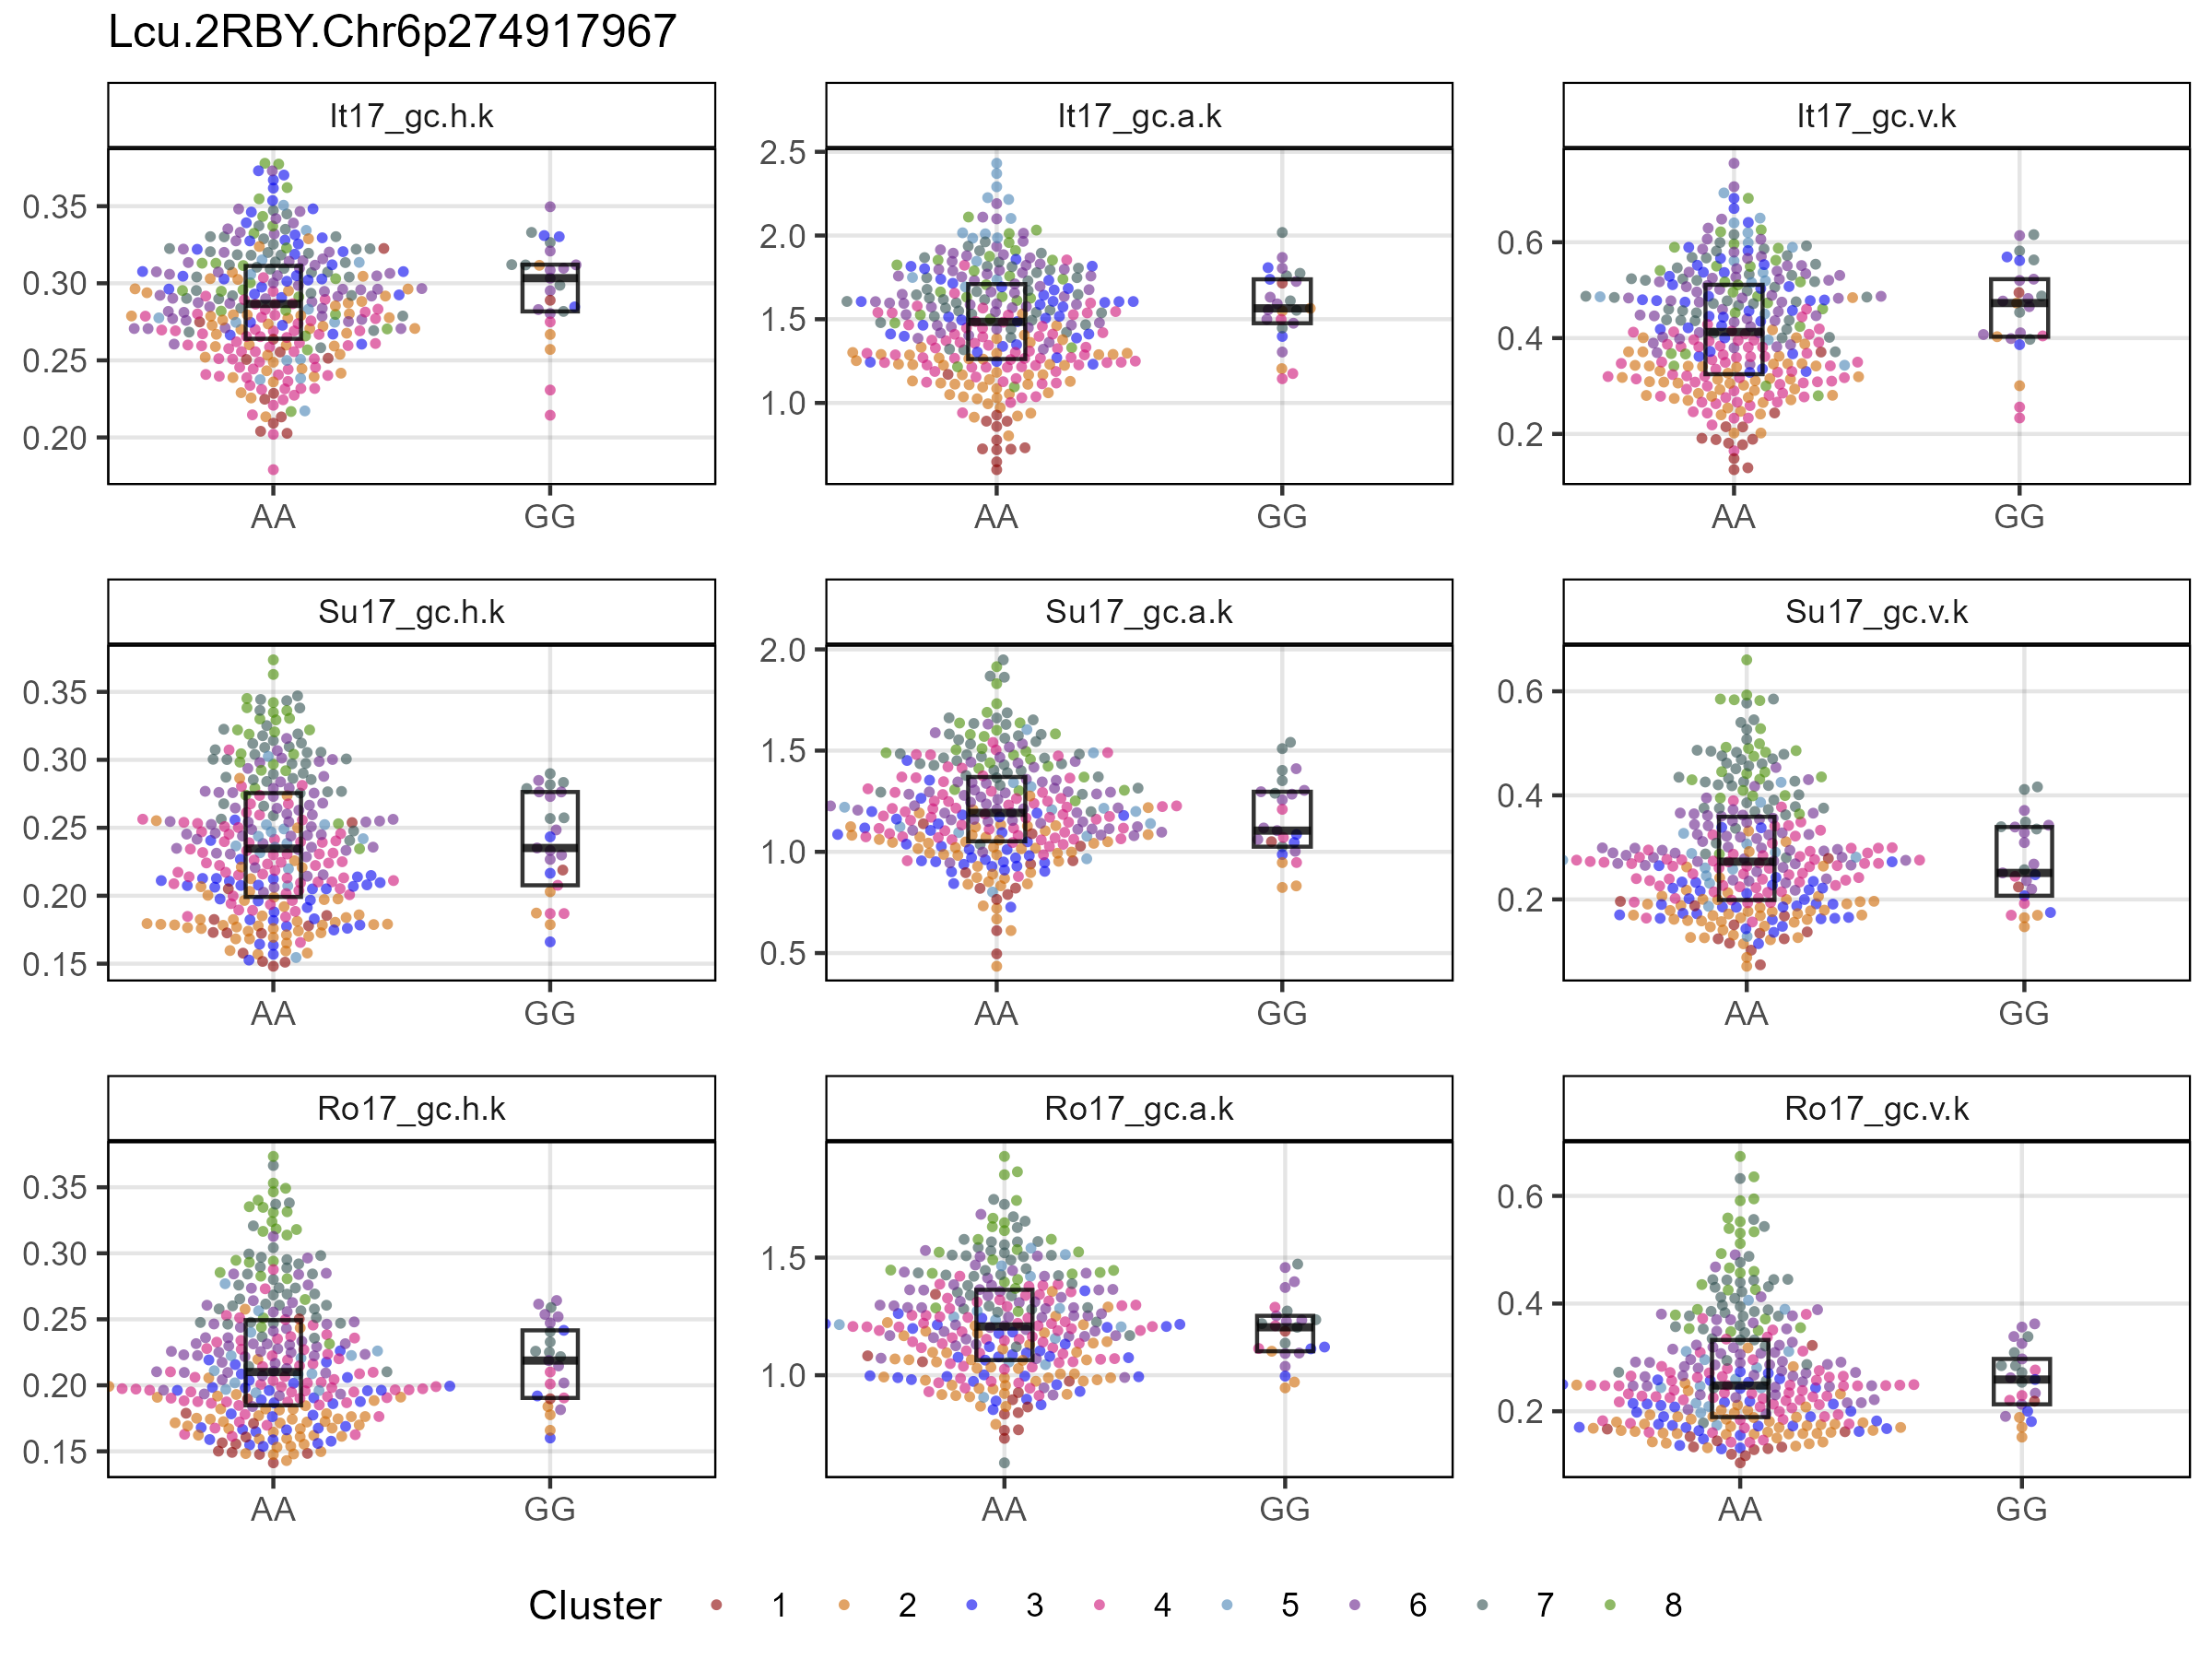 Lcu.2RBY.Chr6p274917967
It17_gc.h.k
It17_gc.a.k
It17_gc.v.k
0.35
0.30
0.25
0.20
AA
GG
2.5
2.0
1.5
1.0
AA
GG
0.6
0.4
0.2
AA
GG
Su17_gc.h.k
Su17_gc.a.k
Su17_gc.v.k
0.35
0.30
0.25
0.20
0.15
AA
GG
2.0
1.5
1.0
0.5
AA
GG
0.6
0.4
0.2
AA
GG
Ro17_gc.h.k
Ro17_gc.a.k
Ro17_gc.v.k
0.35
0.30
0.25
0.20
0.15
AA
GG
1.5
1.0
AA
GG
0.6
0.4
0.2
AA
GG
Cluster 1 2 3 4 5 6 7 8